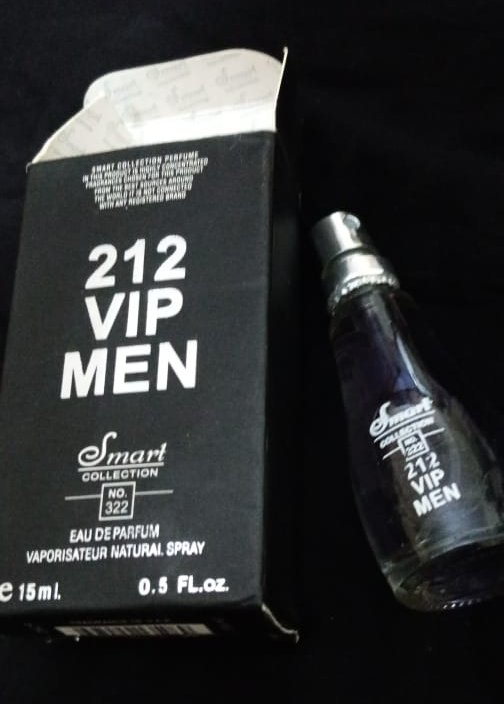 SMART COLLECTION PERFUME
IN THIS PRODUCT IS HIGHLY CONCENTRATED
FRAGRANCES CHOSEN FOR THIS PRODUCT
FROM THE BEST SOURCES AROUND
THE WORLD IT IS NOT CONNECTED
WITH ANY REGISTERED BRAND
212
VIP
MEN
Smart
COLLECTION
NO.
322
EAU DE PARFUM
VAPORISATEUR NATURAL SPRAY
e 15ml. 0.5 FL.oz.
Smart
COLLECTION
NO.
222
212
VIP
MEN